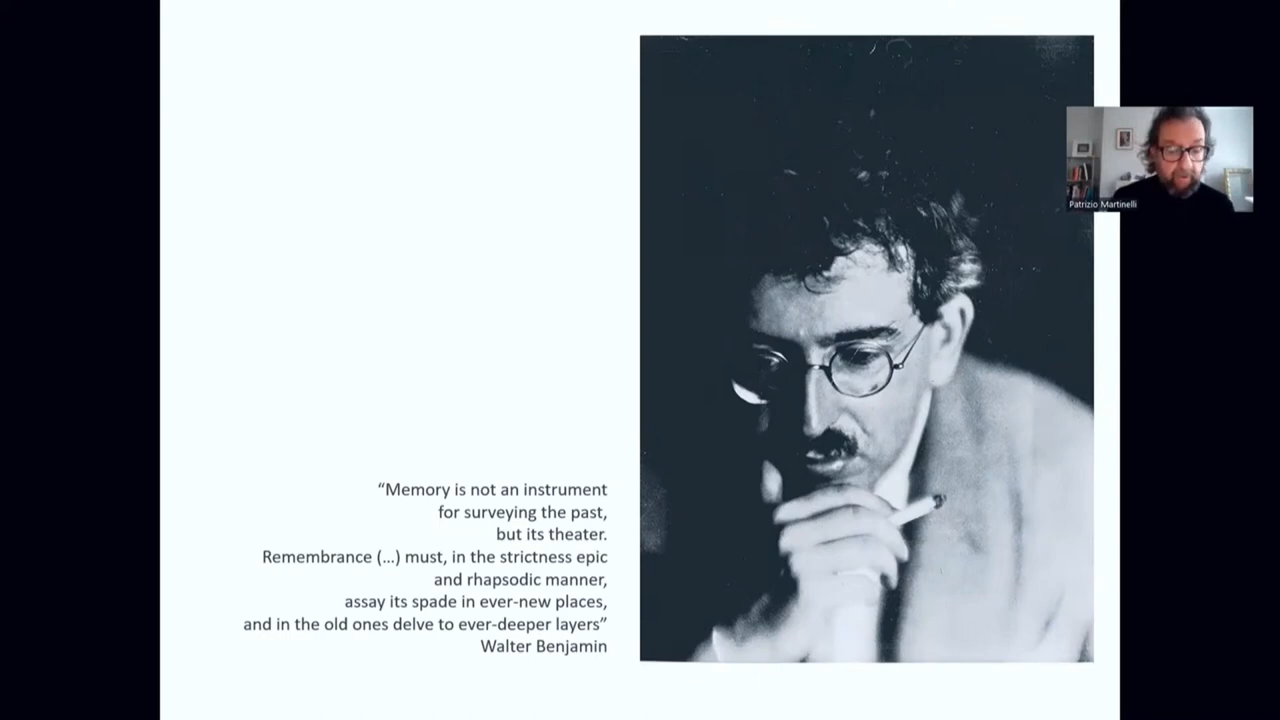 “Memory is not an instrument
for surveying the past,
but its theater.
Remembrance (...) must, in the strictness epic
and rhapsodic manner,
assay its spade in ever-new places,
and in the old ones delve to ever-deeper layers”
Walter Benjamin
Patrizio Martinelli